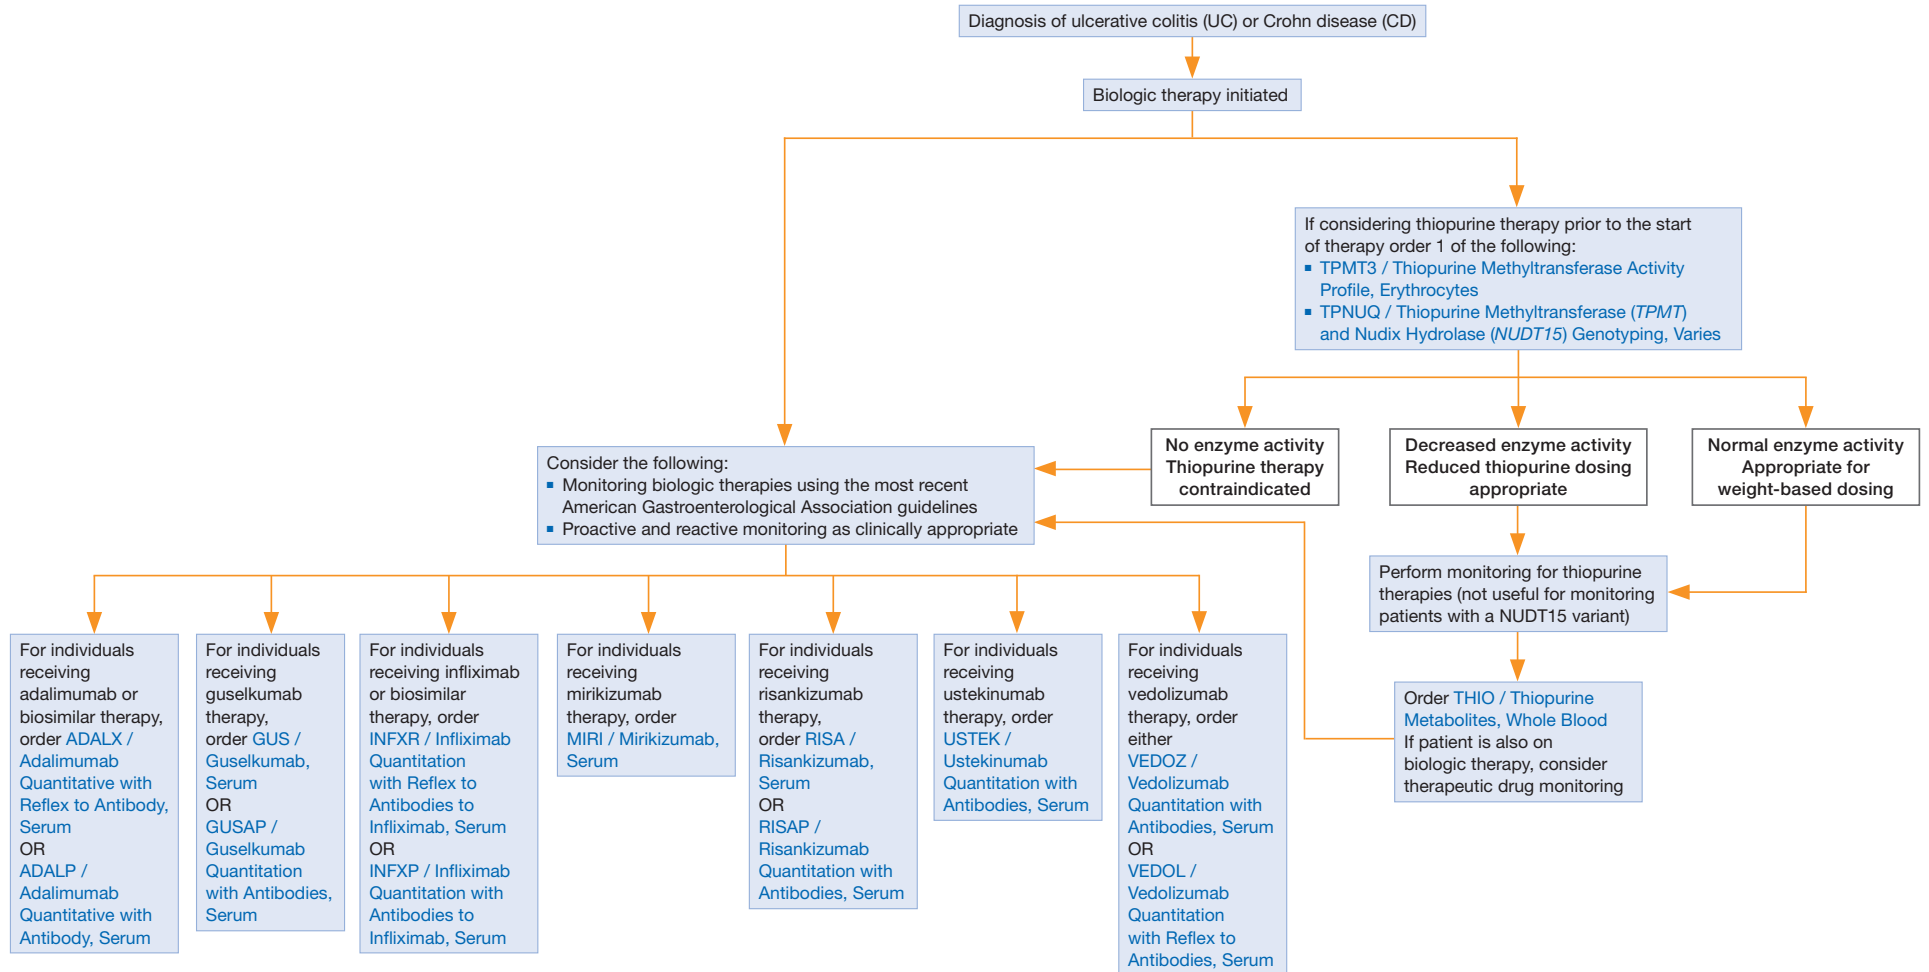 Diagnosis of ulcerative colitis (UC) or Crohn disease (CD)
Biologic therapy initiated
If considering thiopurine therapy prior to the start
of therapy order 1 of the following:
▪ TPMT3 / Thiopurine Methyltransferase Activity
Profile, Erythrocytes
▪ TPNUQ / Thiopurine Methyltransferase (TPMT)
and Nudix Hydrolase (NUDT15) Genotyping, Varies
No enzyme activity
Thiopurine therapy
contraindicated
Decreased enzyme activity
Reduced thiopurine dosing
appropriate
Normal enzyme activity
Appropriate for
weight-based dosing
Consider the following:
▪ Monitoring biologic therapies using the most recent
American Gastroenterological Association guidelines
▪ Proactive and reactive monitoring as clinically appropriate
Perform monitoring for thiopurine
therapies (not useful for monitoring
patients with a NUDT15 variant)
Order THIO / Thiopurine
Metabolites, Whole Blood
If patient is also on
biologic therapy, consider
therapeutic drug monitoring
For individuals
receiving
adalimumab or
biosimilar therapy,
order ADALX /
Adalimumab
Quantitative with
Reflex to Antibody,
Serum
OR
ADALP /
Adalimumab
Quantitative with
Antibody, Serum
For individuals
receiving
guselkumab
therapy,
order GUS /
Guselkumab,
Serum
OR
GUSAP /
Guselkumab
Quantitation
with Antibodies,
Serum
For individuals
receiving infliximab
or biosimilar
therapy, order
INFXR / Infliximab
Quantitation
with Reflex to
Antibodies to
Infliximab, Serum
OR
INFXP / Infliximab
Quantitation with
Antibodies to
Infliximab, Serum
For individuals
receiving
mirikizumab
therapy, order
MIRI / Mirikizumab,
Serum
For individuals
receiving
risankizumab
therapy,
order RISA /
Risankizumab,
Serum
OR
RISAP /
Risankizumab
Quantitation with
Antibodies, Serum
For individuals
receiving
ustekinumab
therapy, order
USTEK /
Ustekinumab
Quantitation with
Antibodies, Serum
For individuals
receiving
vedolizumab
therapy, order
either
VEDOZ /
Vedolizumab
Quantitation with
Antibodies, Serum
OR
VEDOL /
Vedolizumab
Quantitation
with Reflex to
Antibodies, Serum